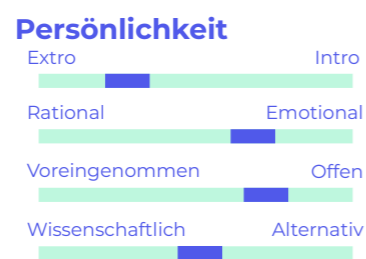 Persönlichkeit
Extro Intro
Rational Emotional
Voreingenommen Offen
Wissenschaftlich Alternativ